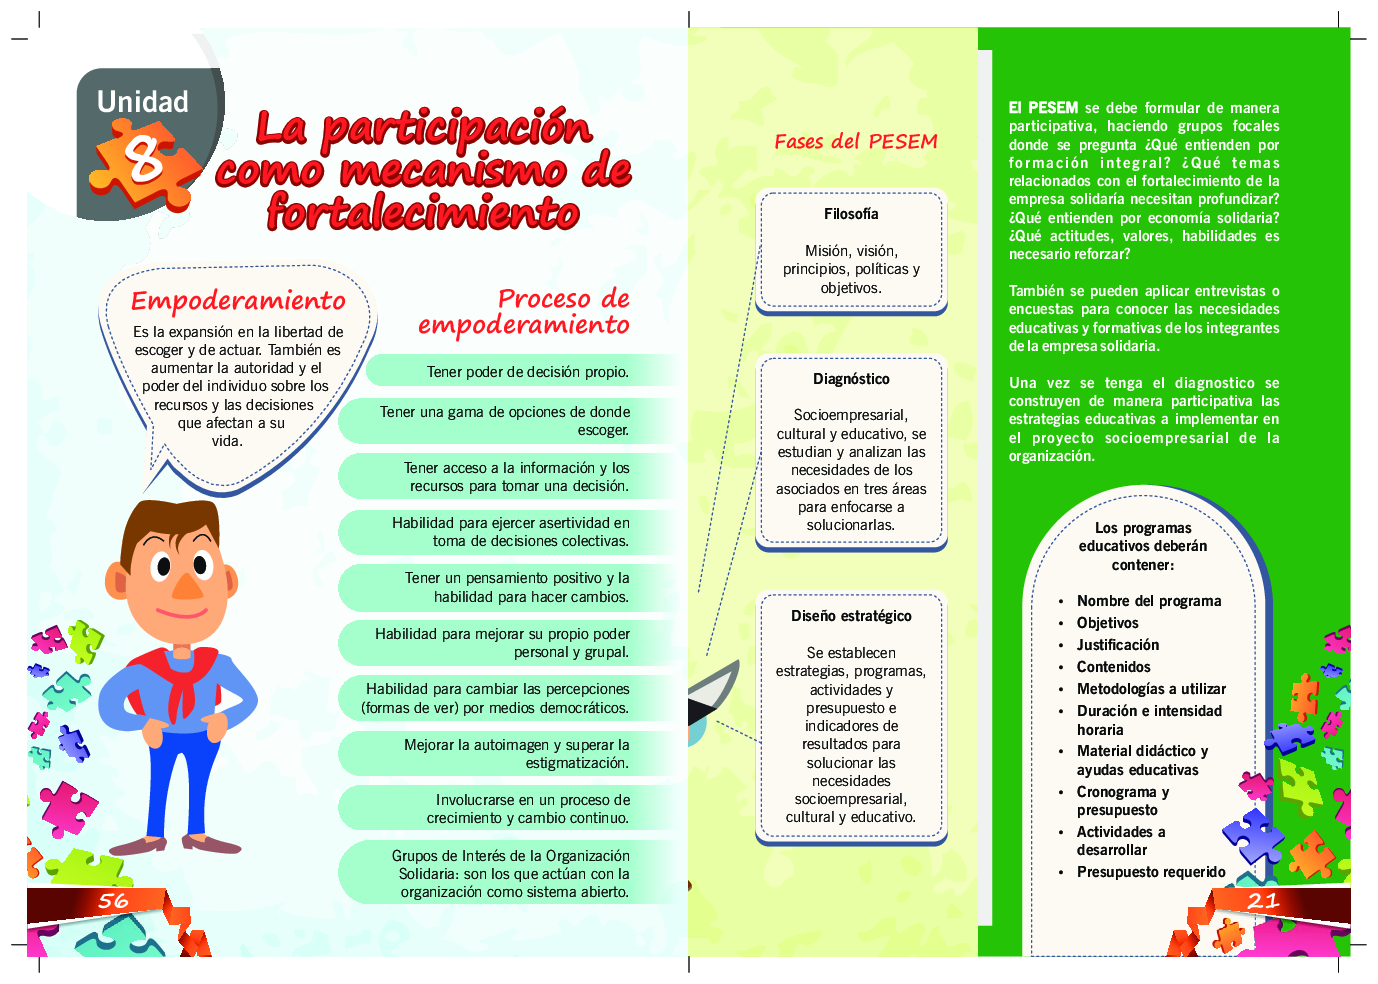 Unidad
8
La participación
como mecanismo de
fortalecimiento
Empoderamiento
Es la expansión en la libertad de
escoger y de actuar. También es
aumentar la autoridad y el
poder del individuo sobre los
recursos y las decisiones
que afectan a su
vida.
Proceso de
empoderamiento
Tener poder de decisión propio.
Tener una gama de opciones de donde
escoger.
Tener acceso a la información y los
recursos para tomar una decisión.
Habilidad para ejercer asertividad en
toma de decisiones colectivas.
Tener un pensamiento positivo y la
habilidad para hacer cambios.
Habilidad para mejorar su propio poder
personal y grupal.
Habilidad para cambiar las percepciones
(formas de ver) por medios democráticos.
Mejorar la autoimagen y superar la
estigmatización.
Involucrarse en un proceso de
crecimiento y cambio continuo.
Grupos de Interés de la Organización
Solidaria: son los que actúan con la
organización como sistema abierto.
56
Fases del PESEM
Filosofía
Misión, visión,
principios, políticas y
objetivos.
Diagnóstico
Socioempresarial,
cultural y educativo, se
estudian y analizan las
necesidades de los
asociados en tres áreas
para enfocarse a
solucionarlas.
Diseño estratégico
Se establecen
estrategias, programas,
actividades y
presupuesto e
indicadores de
resultados para
solucionar las
necesidades
socioempresarial,
cultural y educativo.
El PESEM se debe formular de manera
participativa, haciendo grupos focales
donde se pregunta ¿Qué entienden por
formación integral? ¿Qué temas
relacionados con el fortalecimiento de la
empresa solidaria necesitan profundizar?
¿Qué entienden por economía solidaria?
¿Qué actitudes, valores, habilidades es
necesario reforzar?
También se pueden aplicar entrevistas o
encuestas para conocer las necesidades
educativas y formativas de los integrantes
de la empresa solidaria.
Una vez se tenga el diagnostico se
construyen de manera participativa las
estrategias educativas a implementar en
el proyecto socioempresarial de la
organización.
Los programas
educativos deberán
contener:
• Nombre del programa
• Objetivos
• Justificación
• Contenidos
• Metodologías a utilizar
• Duración e intensidad
horaria
• Material didáctico y
ayudas educativas
• Cronograma y
presupuesto
• Actividades a
desarrollar
• Presupuesto requerido
21